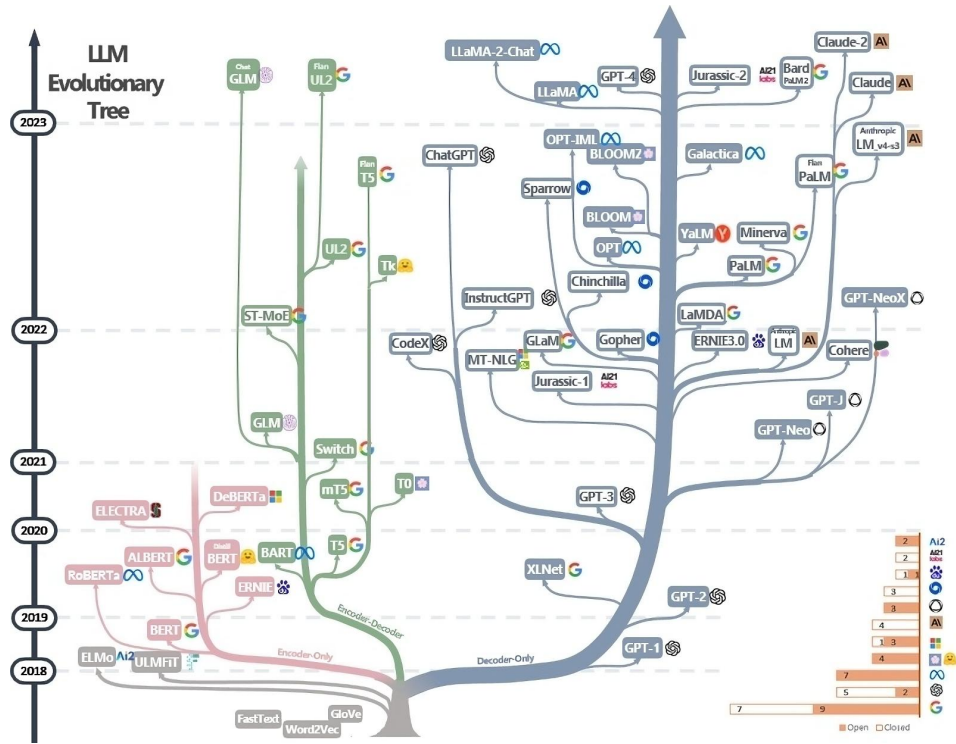 LLM
Evolutionary
Tree
2023
2022
2021
2020
2019
2018
Chat
GLM
Flan
UL2
Flan
T5
UL2
Tk
ST-MoE
GLM
Switch
mT5
T0
BART
T5
Encoder-Decoder
DeBERTa
ELECTRA
ALBERT
Distill
BERT
RoBERTa
ERNIE
BERT
Encoder-Only
ELMo
Ai2
ULMFiT
FastText
GloVe
Word2Vec
LLaMA-2-Chat
LLaMA
GPT-4
Jurassic-2
AI21
labs
Bard
PaLM2
Claude-2
A\
Claude
A\
Anthropic
LM_v4-s3
A\
ChatGPT
OPT-IML
BLOOMZ
Galactica
Flan
PaLM
Sparrow
BLOOM
OPT
YaLM
Minerva
PaLM
Chinchilla
InstructGPT
GPT-NeoX
LaMDA
CodeX
GLaM
Gopher
ERNIE3.0
Anthropic
LM
A\
Cohere
MT-NLG
Jurassic-1
AI21
labs
GPT-J
GPT-Neo
GPT-3
XLNet
GPT-2
GPT-1
Decoder-Only
2 Ai2
2 AI21
labs
1 1
3
3
4 A\
1 3
4
7
5 2
7 9
Open Closed